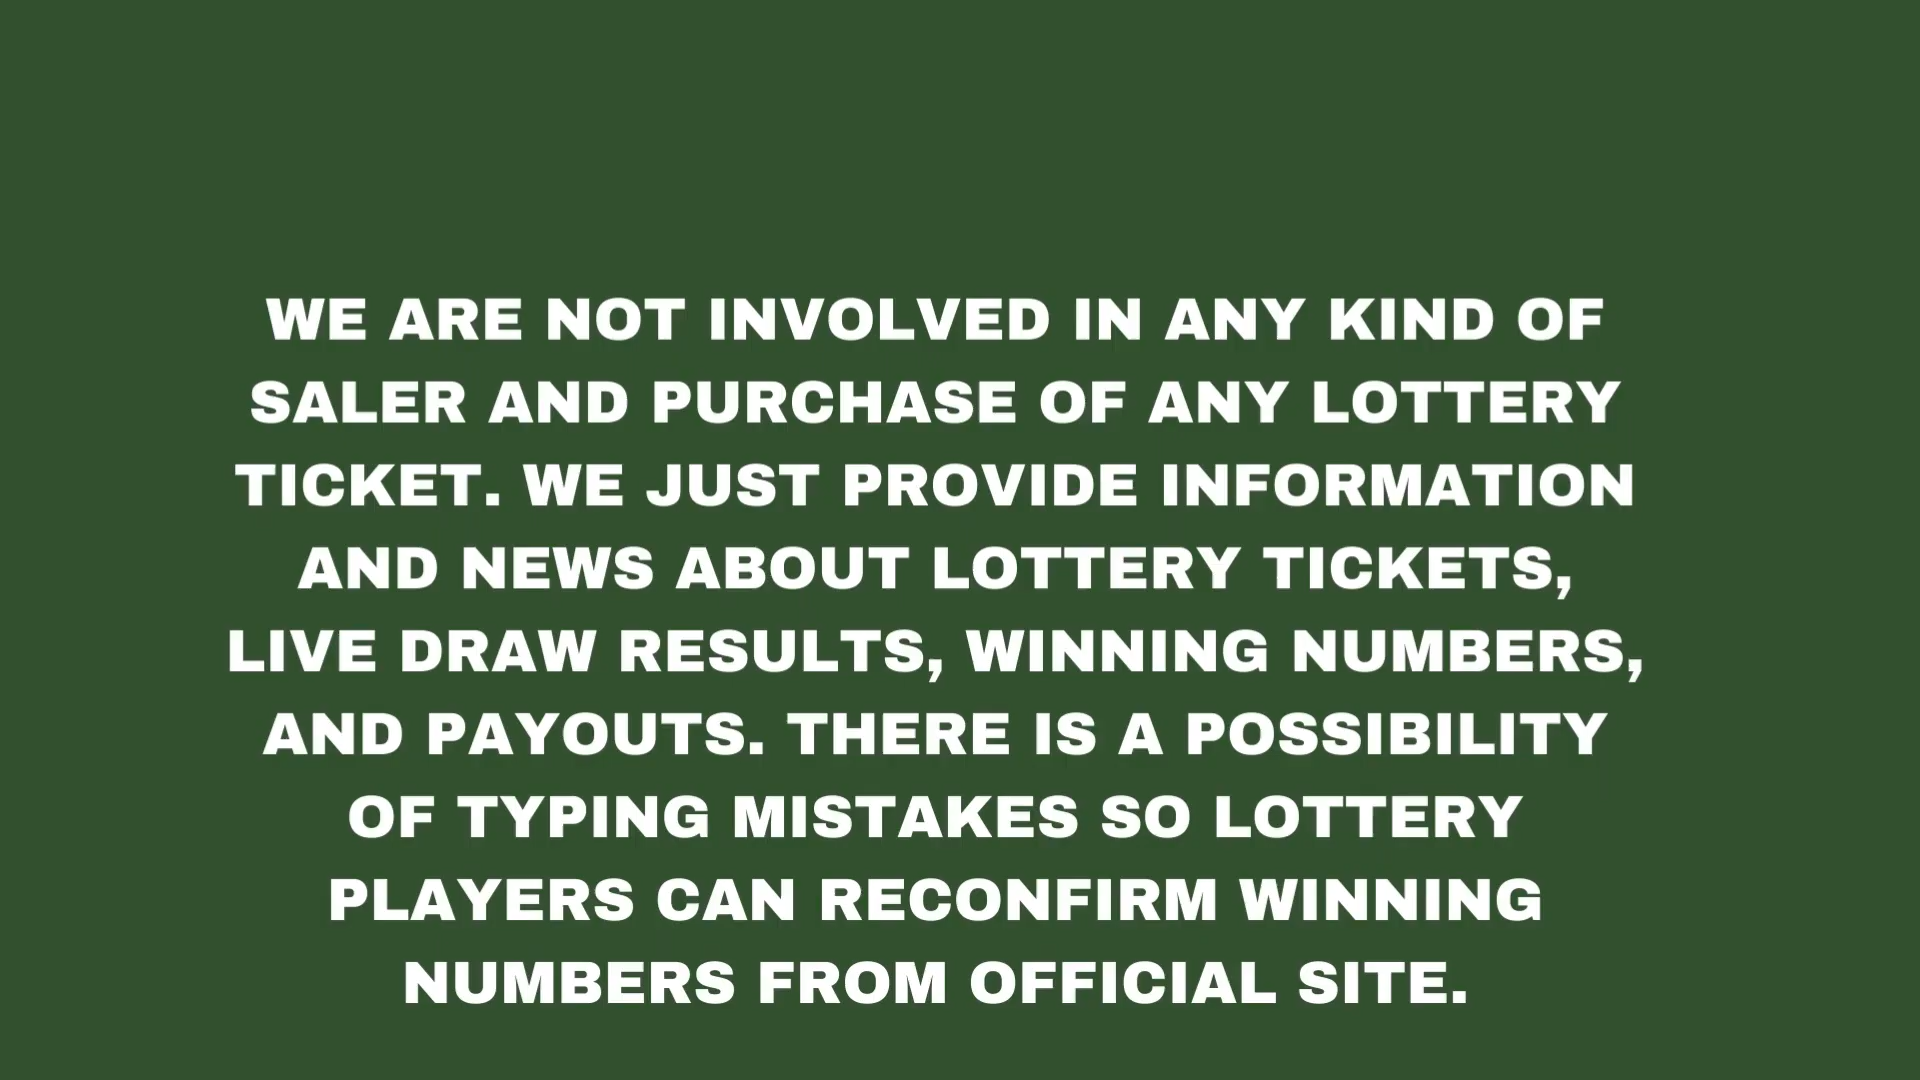 WE ARE NOT INVOLVED IN ANY KIND OF
SALER AND PURCHASE OF ANY LOTTERY
TICKET. WE JUST PROVIDE INFORMATION
AND NEWS ABOUT LOTTERY TICKETS,
LIVE DRAW RESULTS, WINNING NUMBERS,
AND PAYOUTS. THERE IS A POSSIBILITY
OF TYPING MISTAKES SO LOTTERY
PLAYERS CAN RECONFIRM WINNING
NUMBERS FROM OFFICIAL SITE.